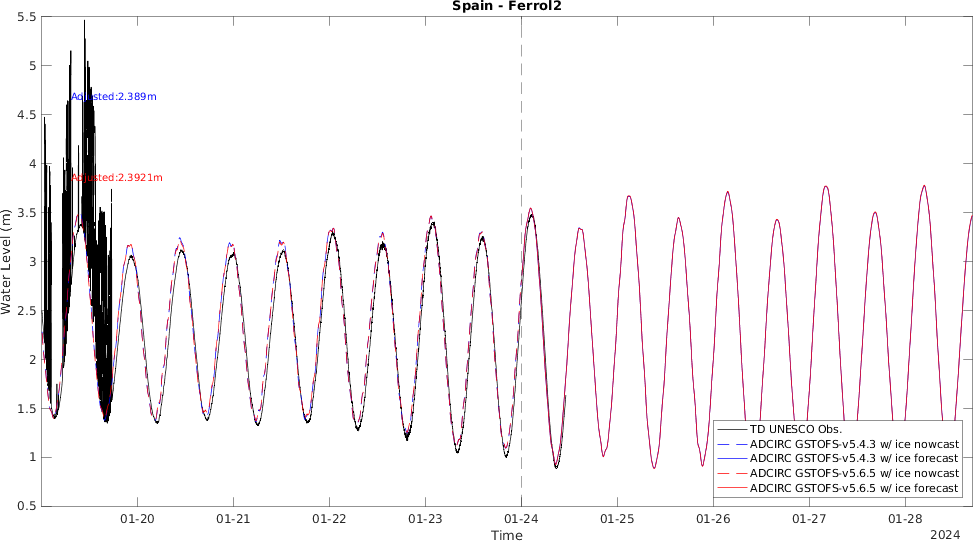 Spain - Ferrol2
5.5
5
4.5
4
3.5
3
2.5
2
1.5
1
0.5
Water Level (m)
Adjusted:2.389m
Adjusted:2.3921m
TD UNESCO Obs.
ADCIRC GSTOFS-v5.4.3 w/ ice nowcast
ADCIRC GSTOFS-v5.4.3 w/ ice forecast
ADCIRC GSTOFS-v5.6.5 w/ ice nowcast
ADCIRC GSTOFS-v5.6.5 w/ ice forecast
01-20 01-21 01-22 01-23 01-24 01-25 01-26 01-27 01-28
Time
2024